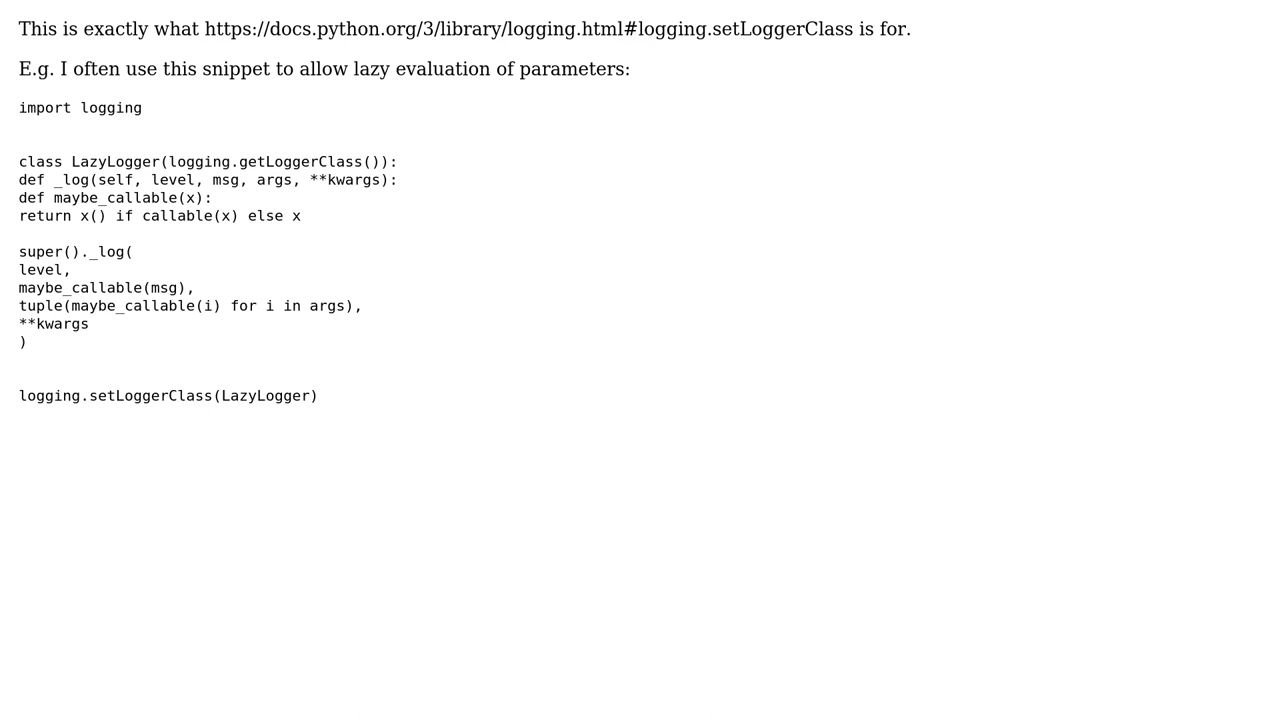 This is exactly what https://docs.python.org/3/library/logging.html#logging.setLoggerClass is for.
E.g. I often use this snippet to allow lazy evaluation of parameters:
import logging
class LazyLogger(logging.getLoggerClass()):
def _log(self, level, msg, args, **kwargs):
def maybe_callable(x):
return x() if callable(x) else x
super()._log(
level,
maybe_callable(msg),
tuple(maybe_callable(i) for i in args),
**kwargs
)
logging.setLoggerClass(LazyLogger)